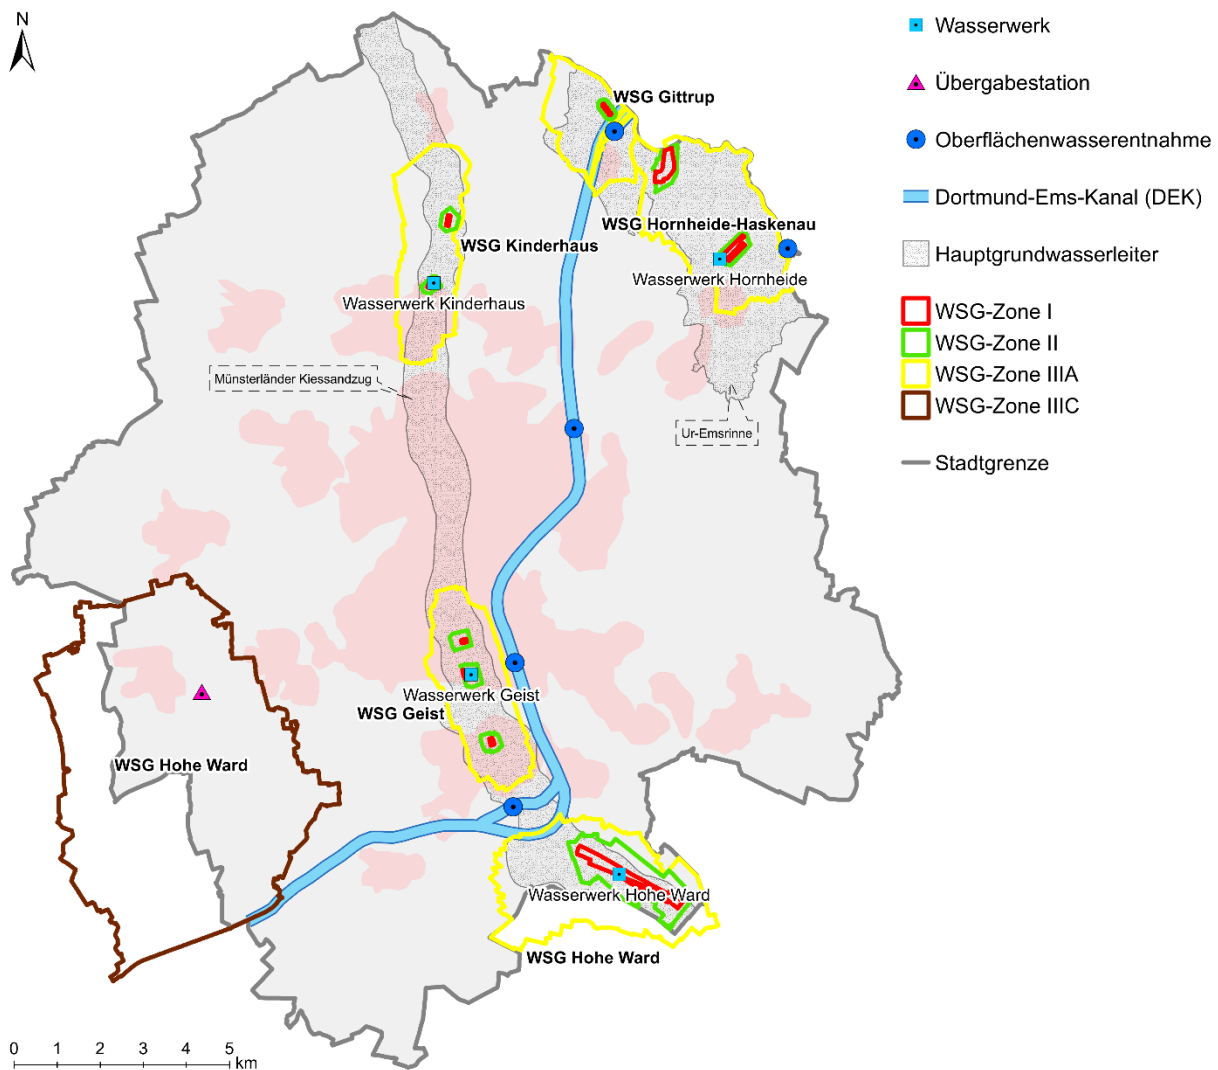 N
WSG Gittrup
WSG Hornheide-Haskenau
WSG Kinderhaus
Wasserwerk Hornheide
Wasserwerk Kinderhaus
Münsterländer Kiessandzug
Ur-Emsrinne
Wasserwerk Geist
WSG Geist
WSG Hohe Ward
Wasserwerk Hohe Ward
WSG Hohe Ward
0 1 2 3 4 5
km
Wasserwerk
Übergabestation
Oberflächenwasserentnahme
Dortmund-Ems-Kanal (DEK)
Hauptgrundwasserleiter
WSG-Zone I
WSG-Zone II
WSG-Zone IIIA
WSG-Zone IIIC
Stadtgrenze